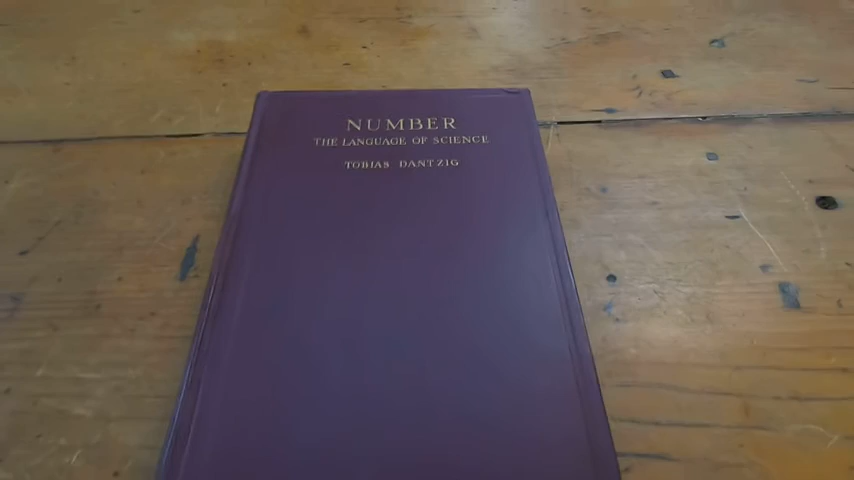 NUMBER
THE LANGUAGE OF SCIENCE
TOBIAS DANTZIG